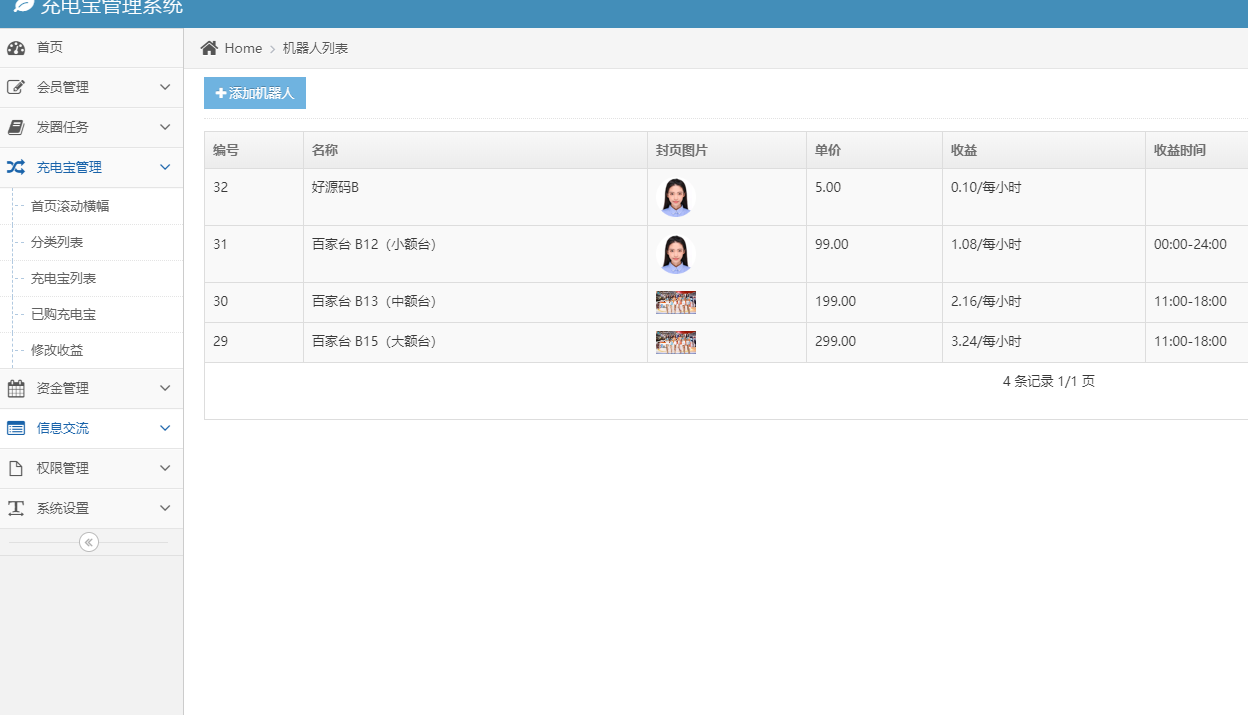 充电宝管理系统
首页
会员管理
发圈任务
充电宝管理
首页滚动横幅
分类列表
充电宝列表
已购充电宝
修改收益
资金管理
信息交流
权限管理
系统设置
Home > 机器人列表
添加机器人
编号 名称 封页图片 单价 收益 收益时间
32 好源码B 5.00 0.10/每小时
31 百家台 B12（小额台） 99.00 1.08/每小时 00:00-24:00
30 百家台 B13（中额台） 199.00 2.16/每小时 11:00-18:00
29 百家台 B15（大额台） 299.00 3.24/每小时 11:00-18:00
4 条记录 1/1 页